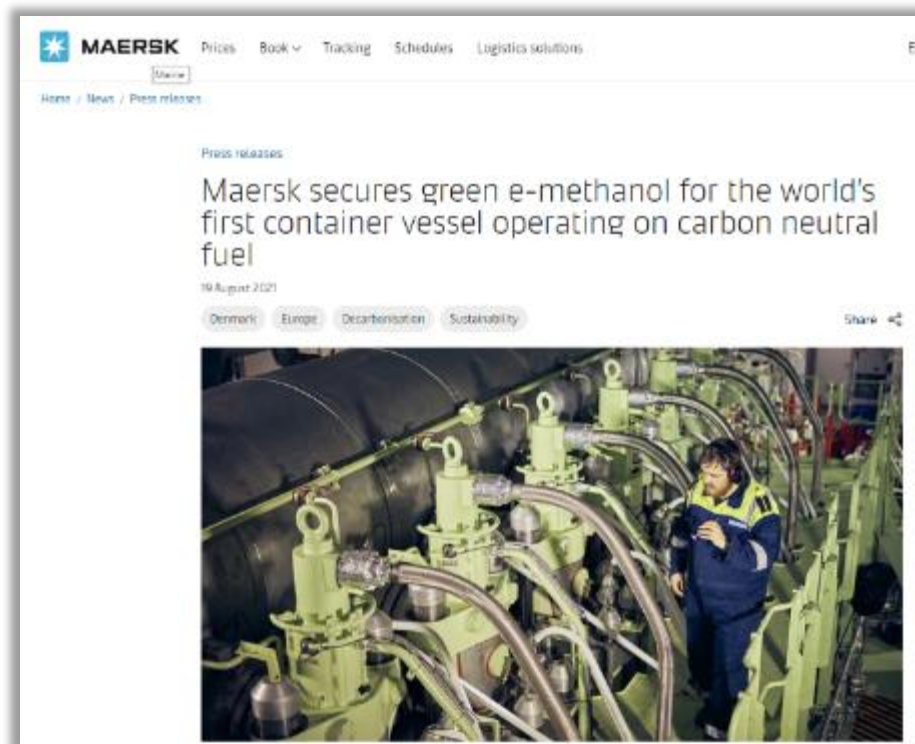 MAERSK Prices Book Tracking Schedules Logistics solutions E
Home / News / Press releases
Press releases
Maersk secures green e-methanol for the world's
first container vessel operating on carbon neutral
fuel
19 August 2021
Denmark Europe Decarbonisation Sustainability Share